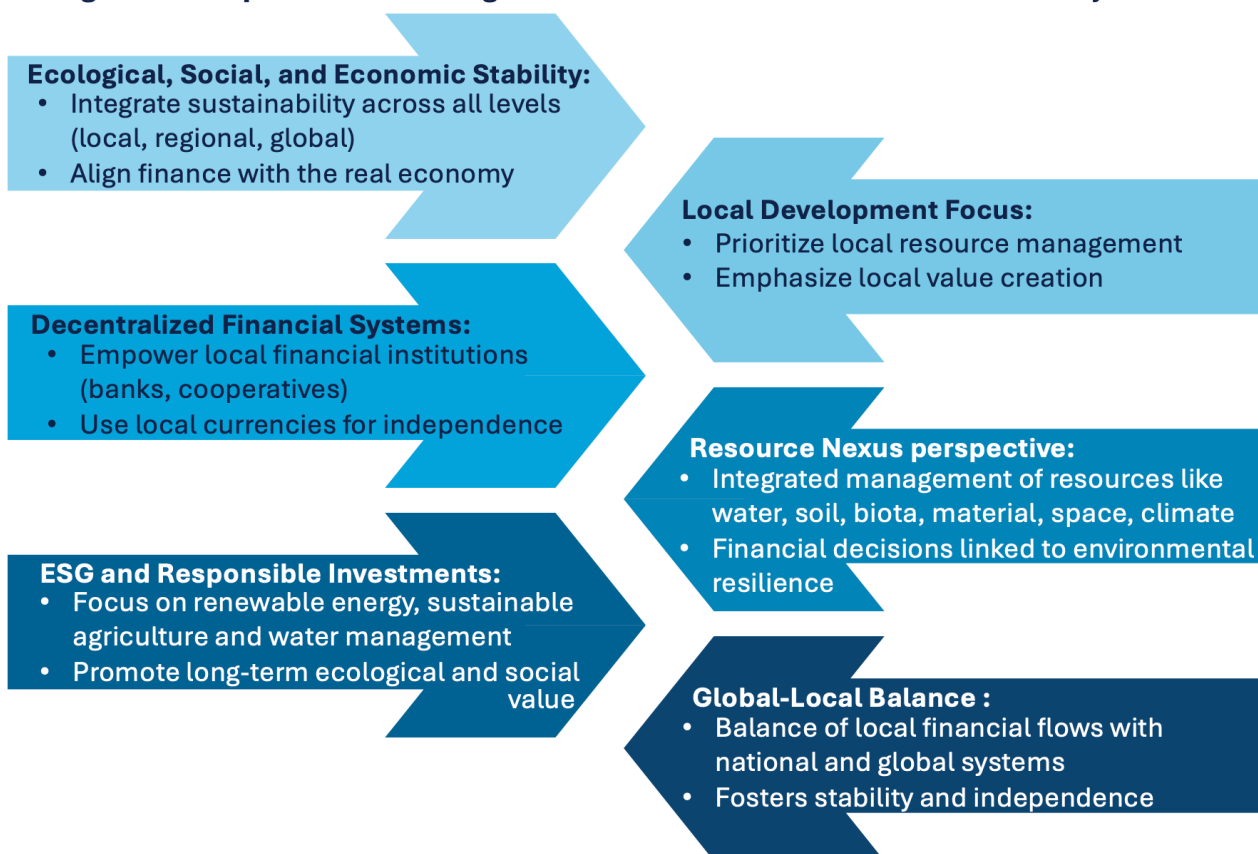 Ecological, Social, and Economic Stability:
• Integrate sustainability across all levels
(local, regional, global)
• Align finance with the real economy
Local Development Focus:
• Prioritize local resource management
• Emphasize local value creation
Decentralized Financial Systems:
• Empower local financial institutions
(banks, cooperatives)
• Use local currencies for independence
Resource Nexus perspective:
• Integrated management of resources like
water, soil, biota, material, space, climate
• Financial decisions linked to environmental
resilience
ESG and Responsible Investments:
• Focus on renewable energy, sustainable
agriculture and water management
• Promote long-term ecological and social
value
Global-Local Balance :
• Balance of local financial flows with
national and global systems
• Fosters stability and independence